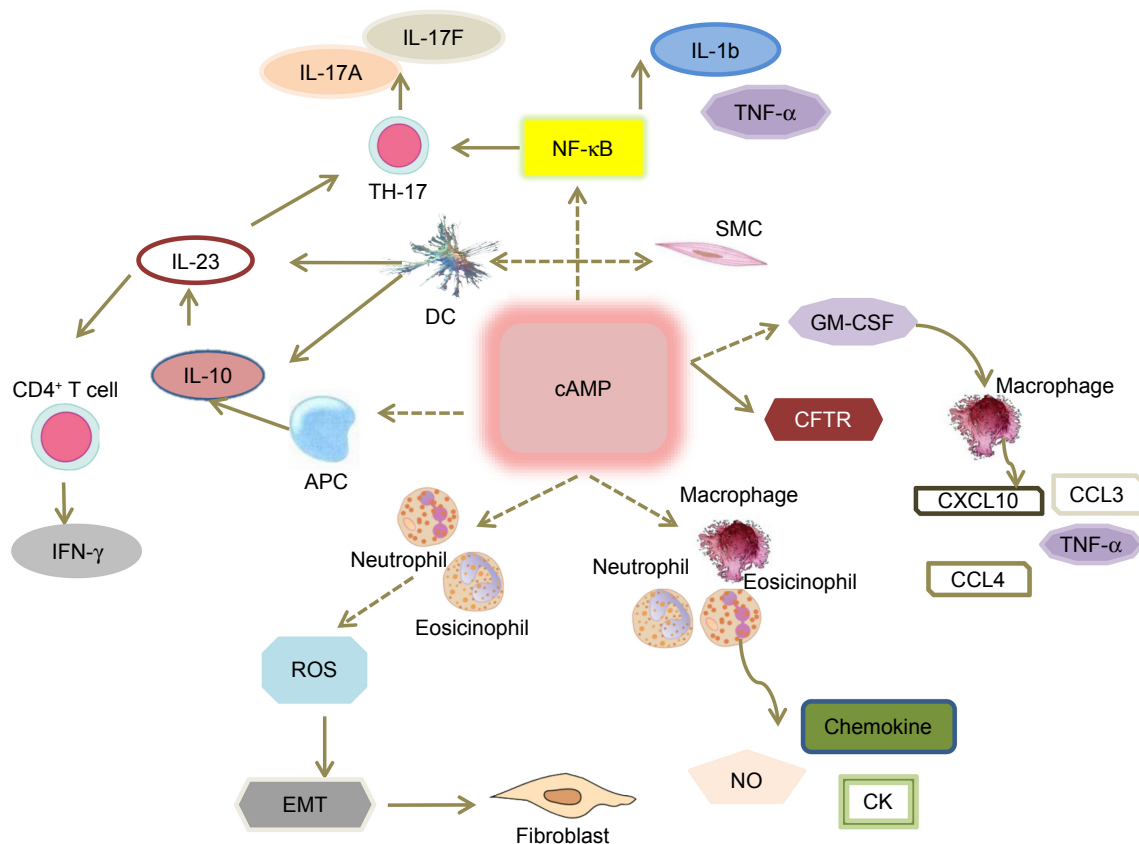 IL-17F
IL-17A
IL-1b
TNF-α
NF-κB
TH-17
SMC
IL-23
DC
GM-CSF
IL-10
cAMP
CD4⁺ T cell
Macrophage
CFTR
APC
CXCL10
CCL3
Macrophage
IFN-γ
TNF-α
Neutrophil
Neutrophil
Eosicinophil
CCL4
Eosicinophil
ROS
Chemokine
NO
EMT
CK
Fibroblast